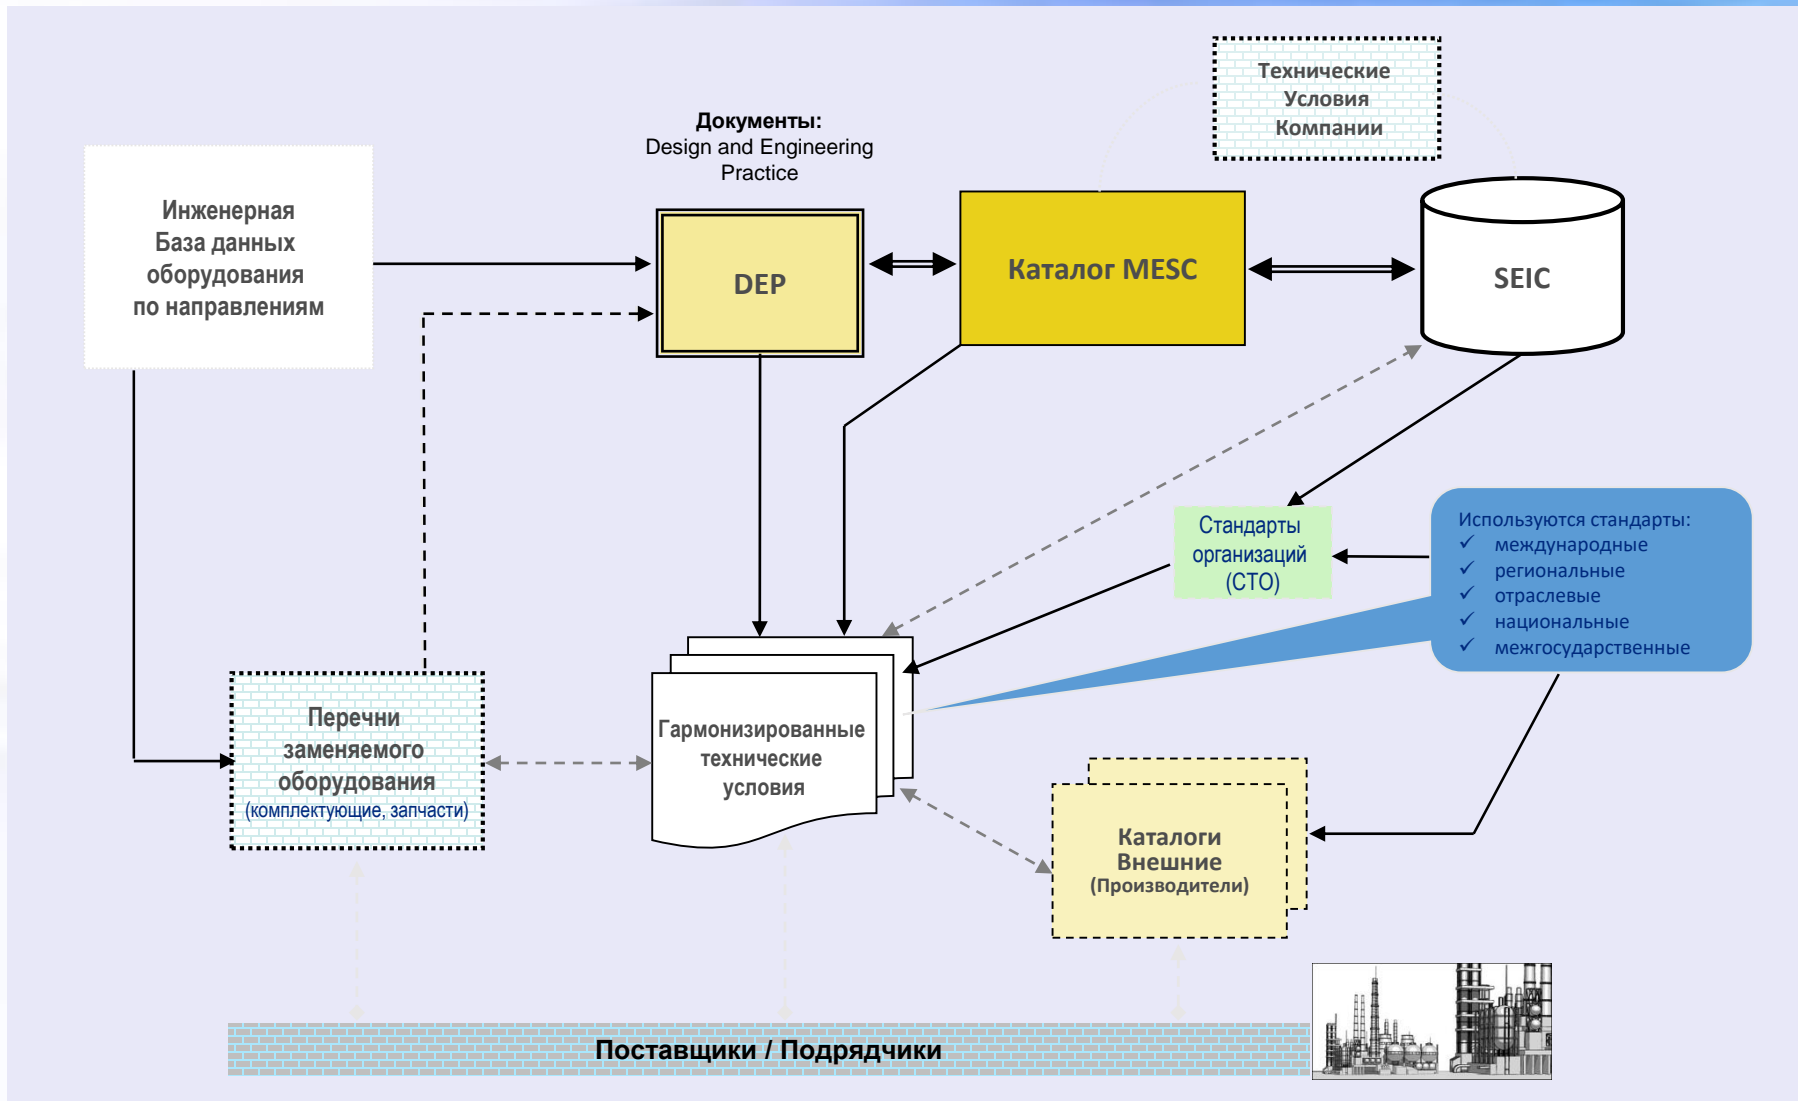 Технические
Условия
Компании
Документы:
Design and Engineering
Practice
Инженерная
База данных
оборудования
по направлениям
DEP
Каталог MESC
SEIC
Стандарты
организаций
(СТО)
Используются стандарты:
✓ международные
✓ региональные
✓ отраслевые
✓ национальные
✓ межгосударственные
Перечни
заменяемого
оборудования
(комплектующие, запчасти)
Гармонизированные
технические
условия
Каталоги
Внешние
(Производители)
Поставщики / Подрядчики